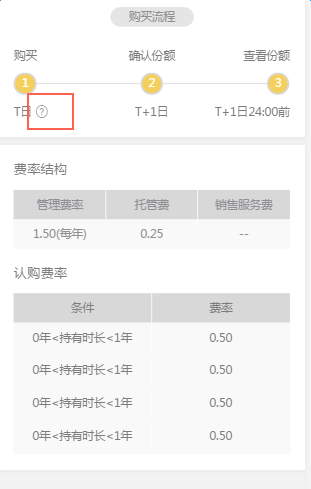 购买流程
购买 确认份额 查看份额
1 2 3
T日 ? T+1日 T+1日24:00前
费率结构
管理费率 托管费 销售服务费
1.50(每年) 0.25 --
认购费率
条件 费率
0年<持有时长<1年 0.50
0年<持有时长<1年 0.50
0年<持有时长<1年 0.50
0年<持有时长<1年 0.50